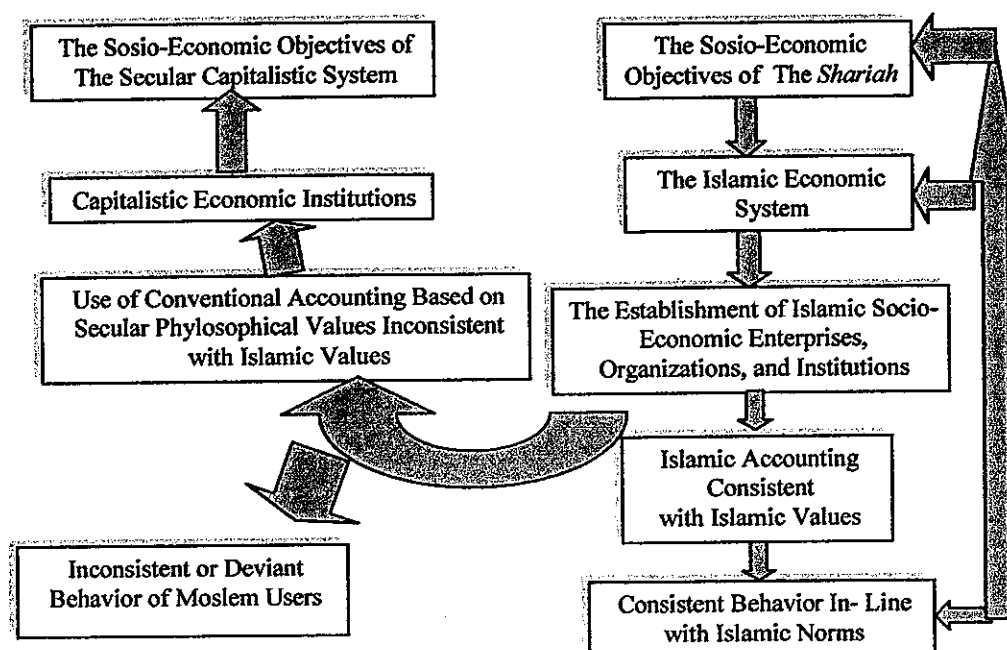 The Sosio-Economic Objectives of
The Secular Capitalistic System
Capitalistic Economic Institutions
Use of Conventional Accounting Based on
Secular Phylosophical Values Inconsistent
with Islamic Values
Inconsistent or Deviant
Behavior of Moslem Users
The Sosio-Economic
Objectives of The Shariah
The Islamic Economic
System
The Establishment of Islamic Socio-
Economic Enterprises,
Organizations, and Institutions
Islamic Accounting
Consistent
with Islamic Values
Consistent Behavior In- Line
with Islamic Norms